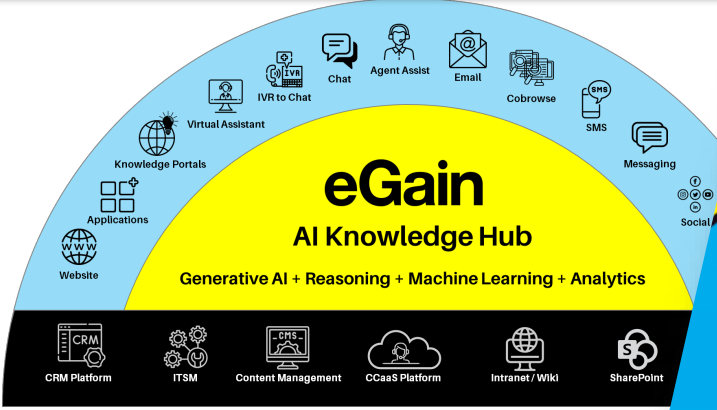 Website
Applications
Knowledge Portals
Virtual Assistant
IVR to Chat
Chat
Agent Assist
Email
Cobrowse
SMS
Messaging
Social
WWW
IVR
@
SMS
f
in
eGain
AI Knowledge Hub
Generative AI + Reasoning + Machine Learning + Analytics
CRM
CMS
S
CRM Platform
ITSM
Content Management
CCaaS Platform
Intranet / Wiki
SharePoint